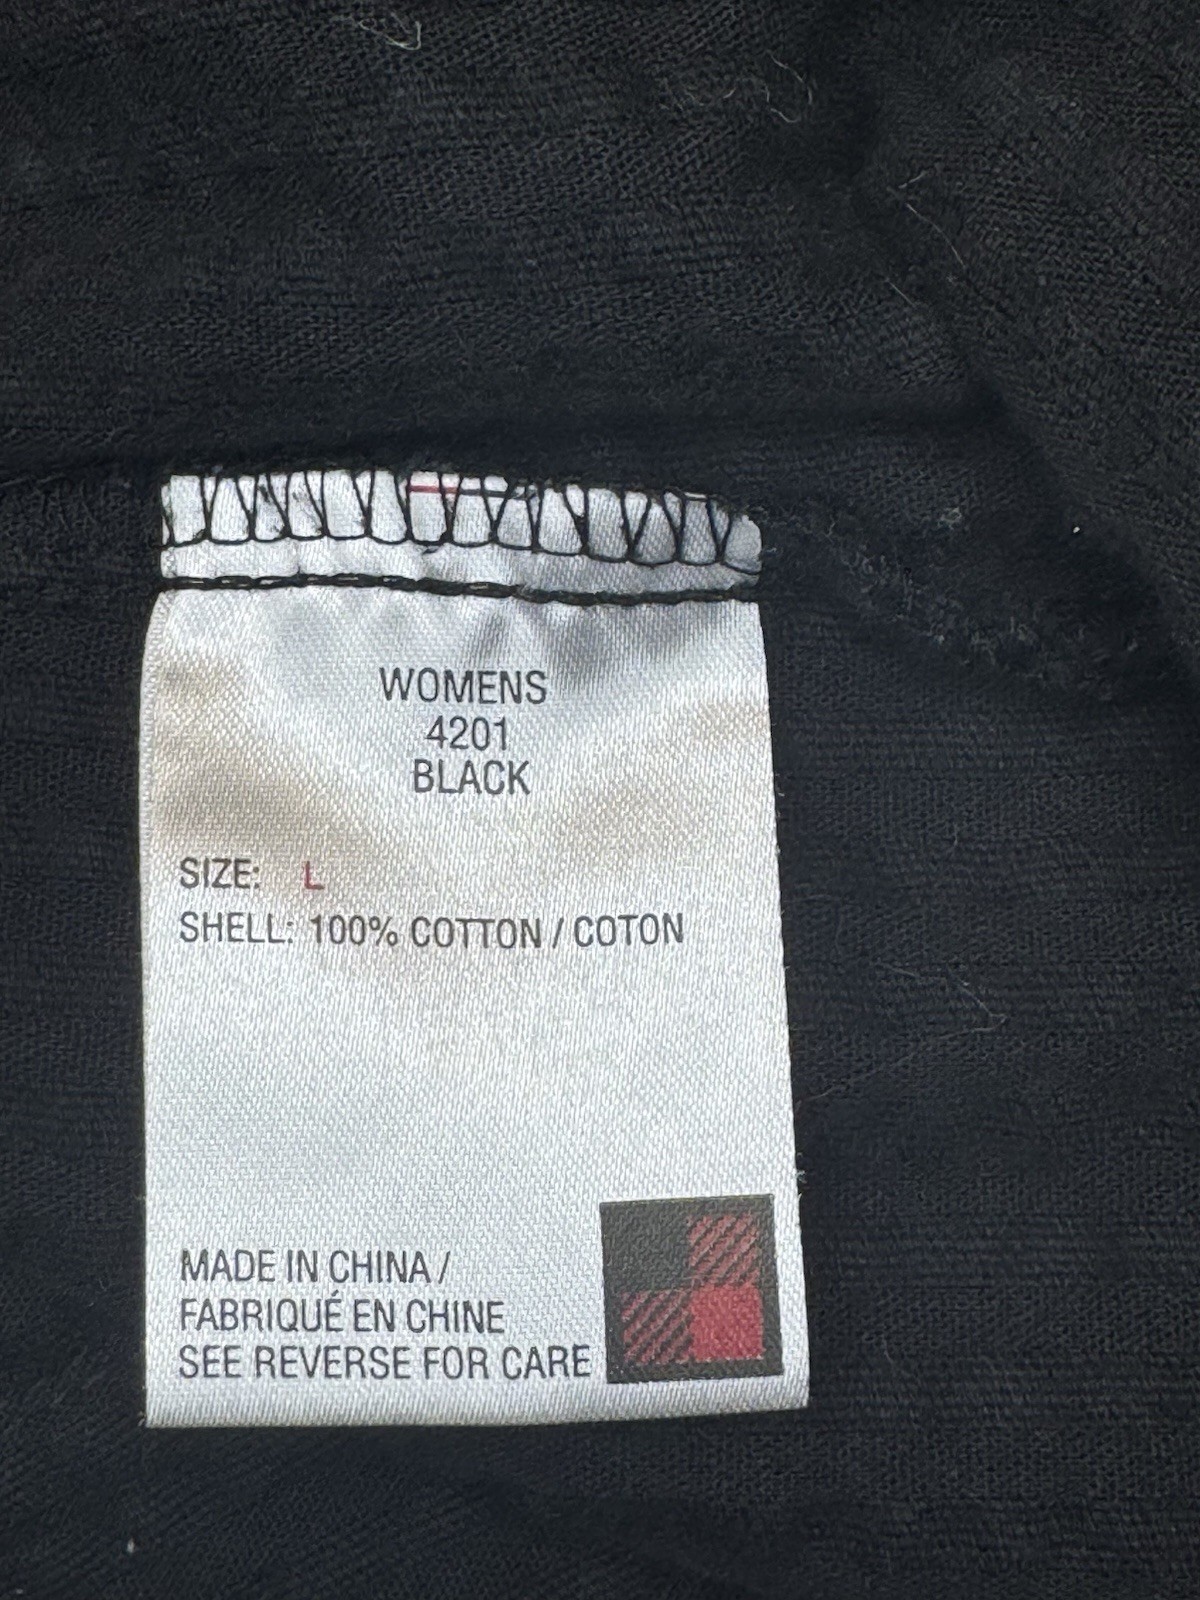 WOMENS
4201
BLACK
SIZE: L
SHELL: 100% COTTON / COTON
MADE IN CHINA /
FABRIQUÉ EN CHINE
SEE REVERSE FOR CARE